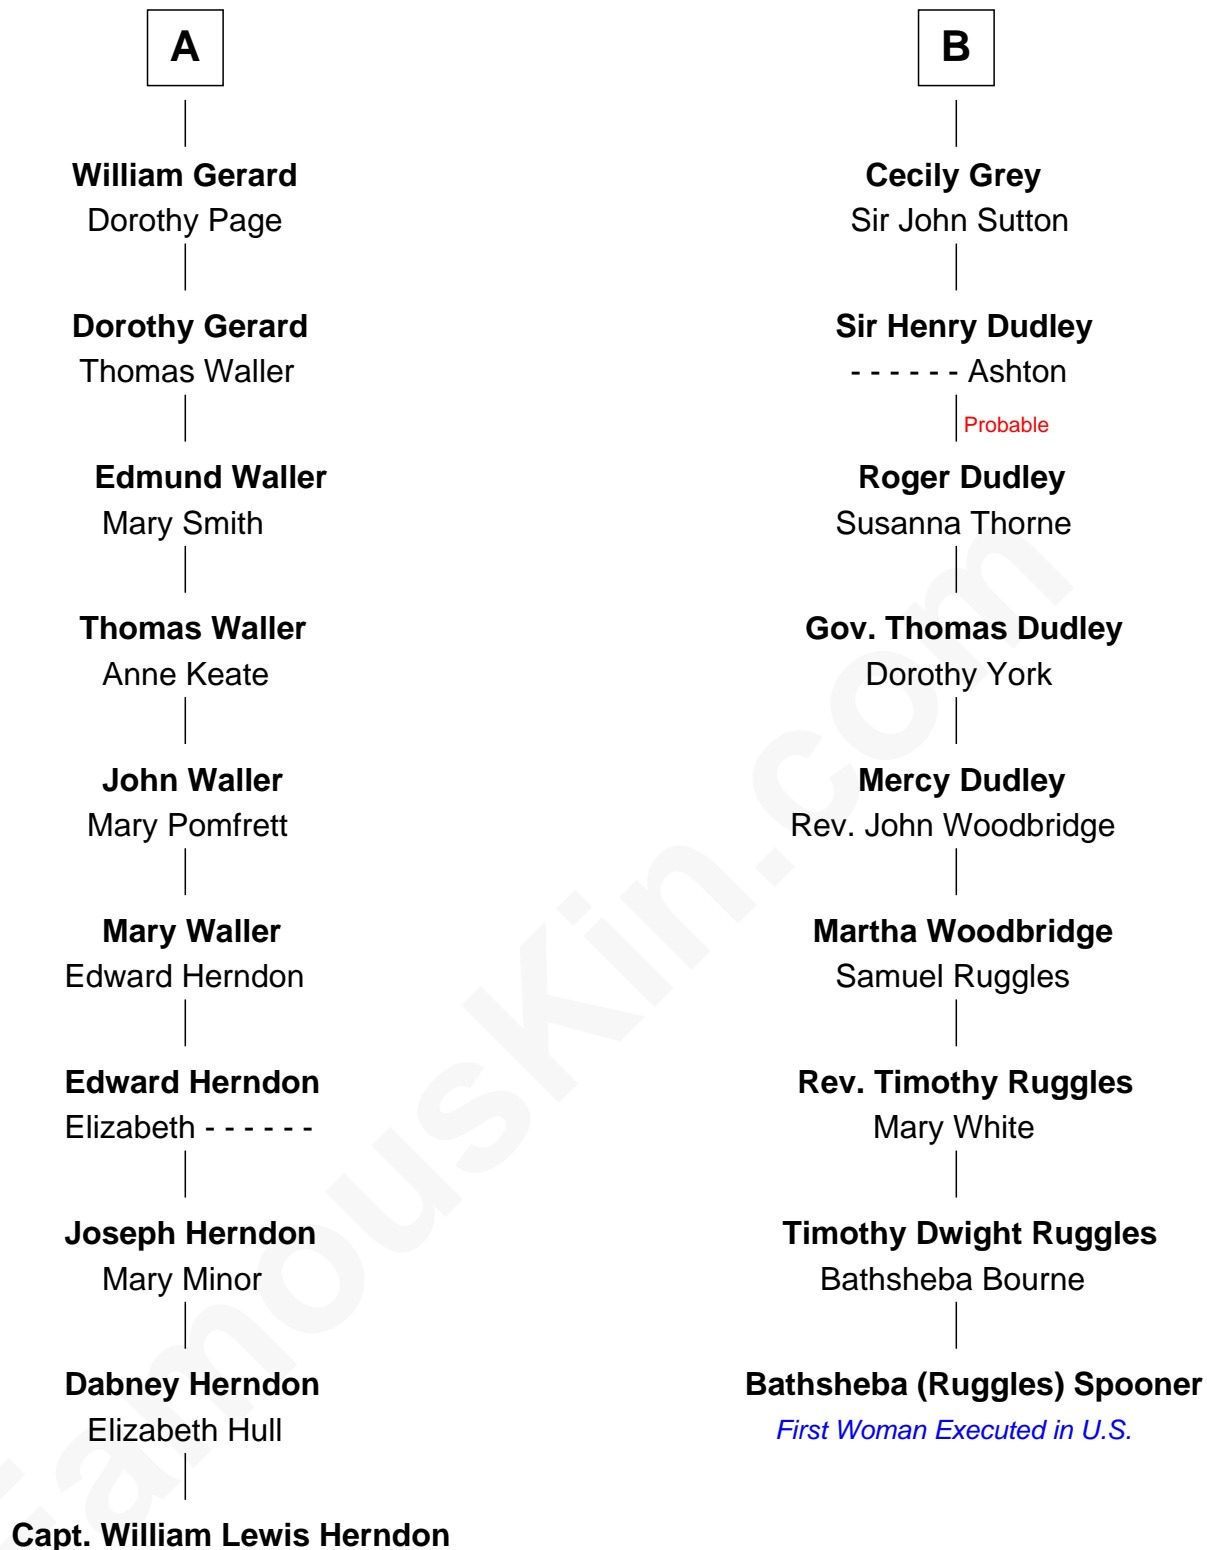 A
William Gerard
Dorothy Page
Dorothy Gerard
Thomas Waller
Edmund Waller
Mary Smith
Thomas Waller
Anne Keate
John Waller
Mary Pomfrett
Mary Waller
Edward Herndon
Edward Herndon
Elizabeth - - - - - -
Joseph Herndon
Mary Minor
Dabney Herndon
Elizabeth Hull
Capt. William Lewis Herndon
B
Cecily Grey
Sir John Sutton
Sir Henry Dudley
- - - - - - Ashton
Probable
Roger Dudley
Susanna Thorne
Gov. Thomas Dudley
Dorothy York
Mercy Dudley
Rev. John Woodbridge
Martha Woodbridge
Samuel Ruggles
Rev. Timothy Ruggles
Mary White
Timothy Dwight Ruggles
Bathsheba Bourne
Bathsheba (Ruggles) Spooner
First Woman Executed in U.S.
FamousKin.com